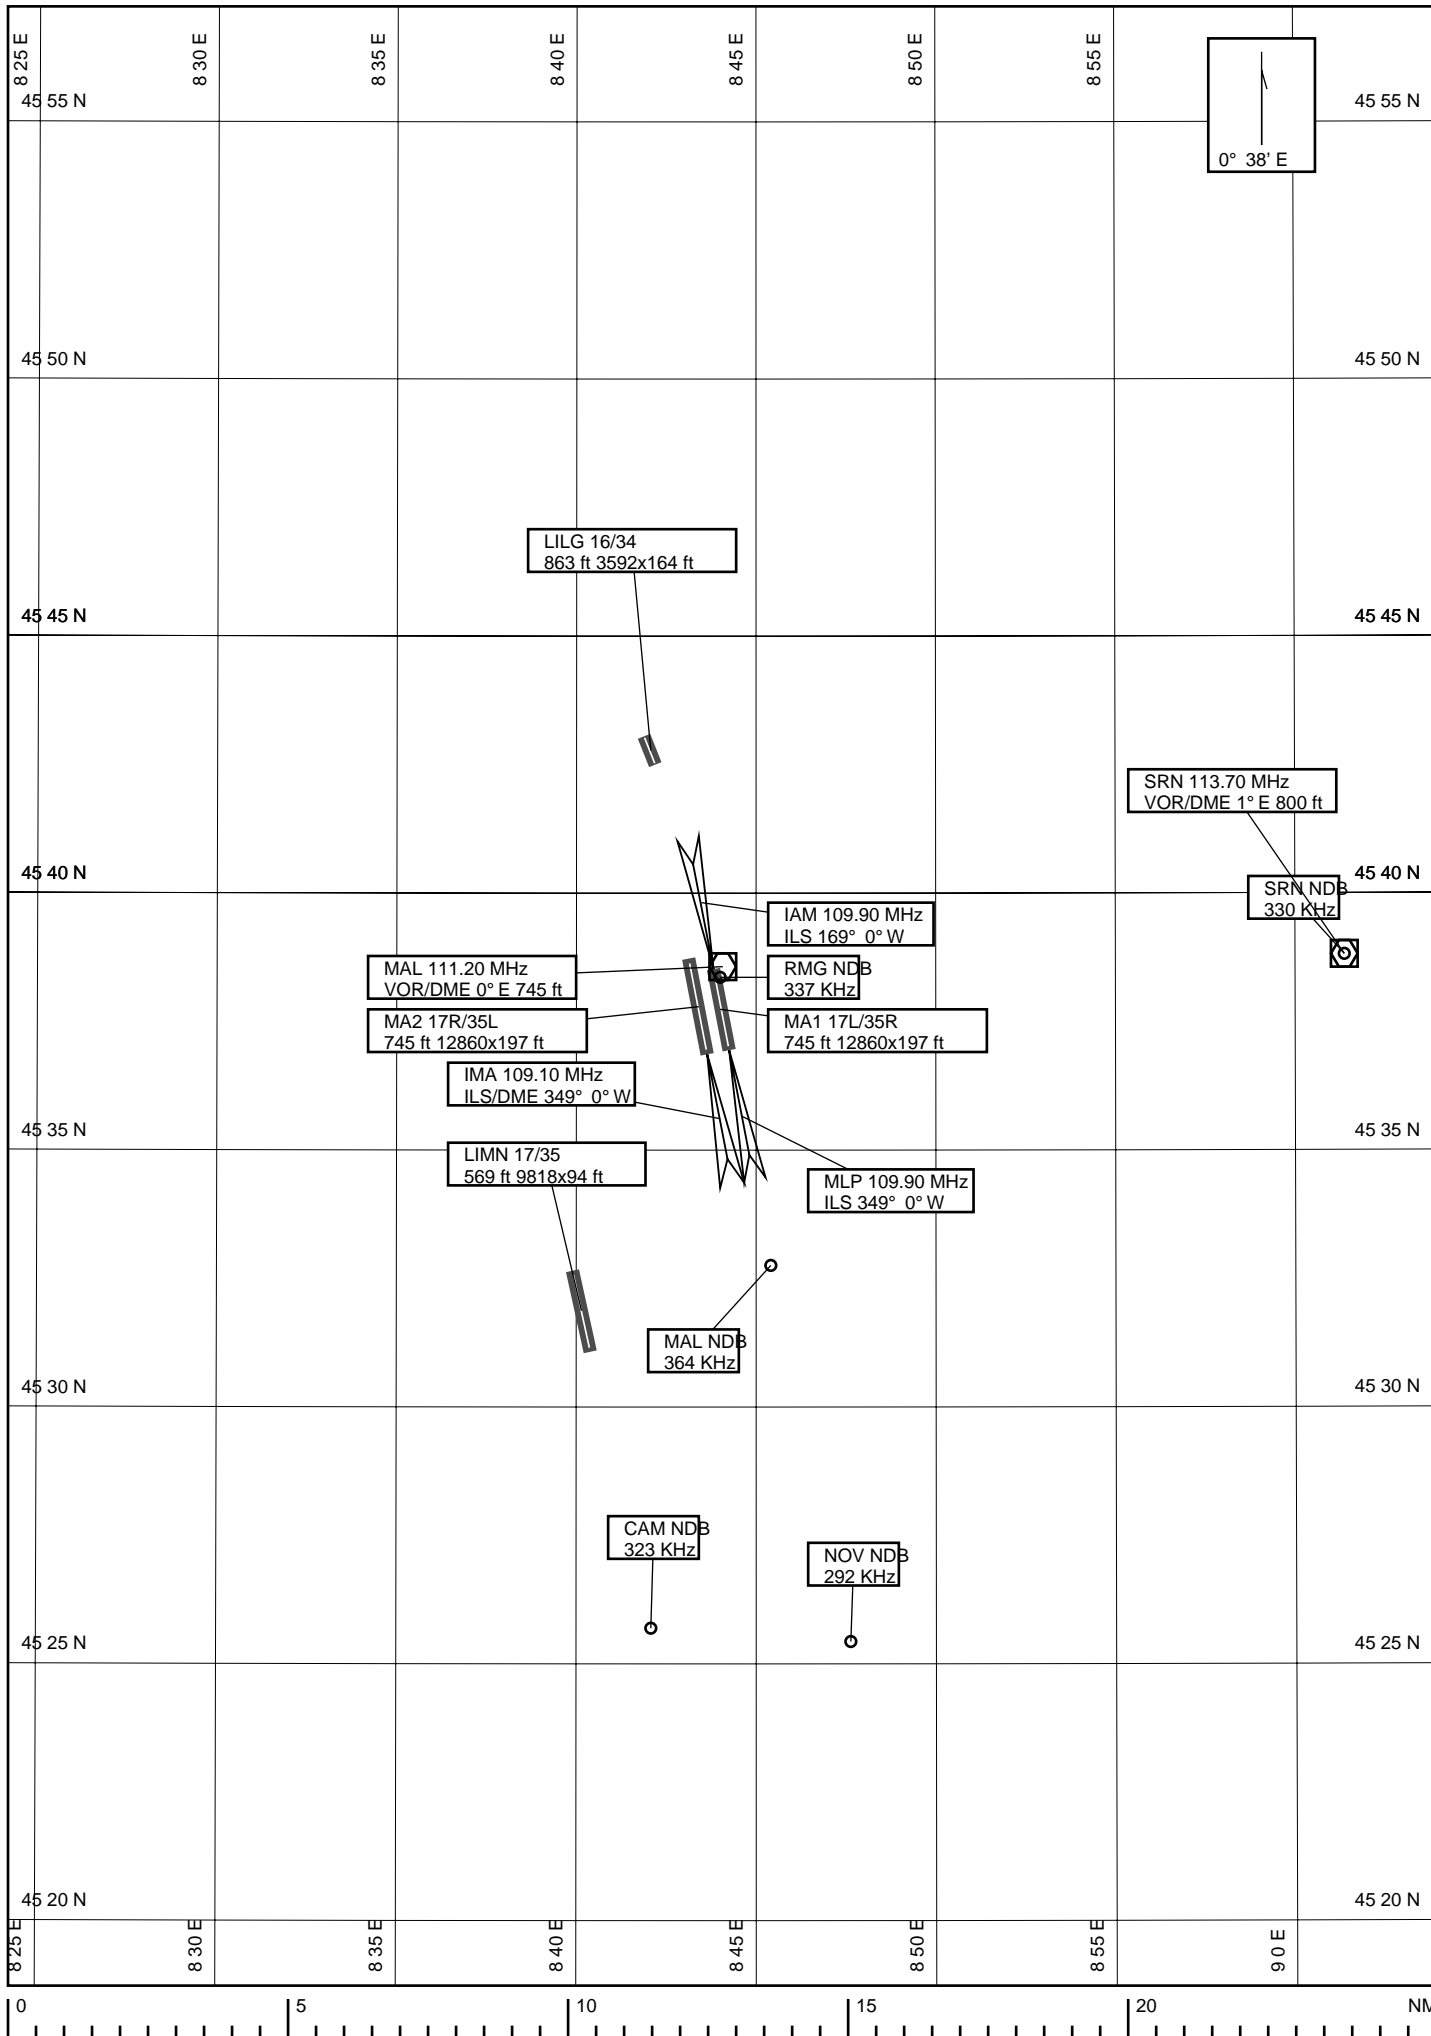 8 25 E
8 30 E
8 35 E
8 40 E
8 45 E
8 50 E
8 55 E
0° 38' E
45 55 N
45 55 N
45 50 N
45 50 N
LILG 16/34
863 ft 3592x164 ft
45 45 N
45 45 N
SRN 113.70 MHz
VOR/DME 1° E 800 ft
45 40 N
45 40 N
SRN NDB
330 KHz
IAM 109.90 MHz
ILS 169° 0° W
MAL 111.20 MHz
VOR/DME 0° E 745 ft
RMG NDB
337 KHz
MA2 17R/35L
745 ft 12860x197 ft
MA1 17L/35R
745 ft 12860x197 ft
IMA 109.10 MHz
ILS/DME 349° 0° W
45 35 N
45 35 N
LIMN 17/35
569 ft 9818x94 ft
MLP 109.90 MHz
ILS 349° 0° W
MAL NDB
364 KHz
45 30 N
45 30 N
CAM NDB
323 KHz
NOV NDB
292 KHz
45 25 N
45 25 N
45 20 N
45 20 N
8 25 E
8 30 E
8 35 E
8 40 E
8 45 E
8 50 E
8 55 E
9 0 E
0
5
10
15
20
NM